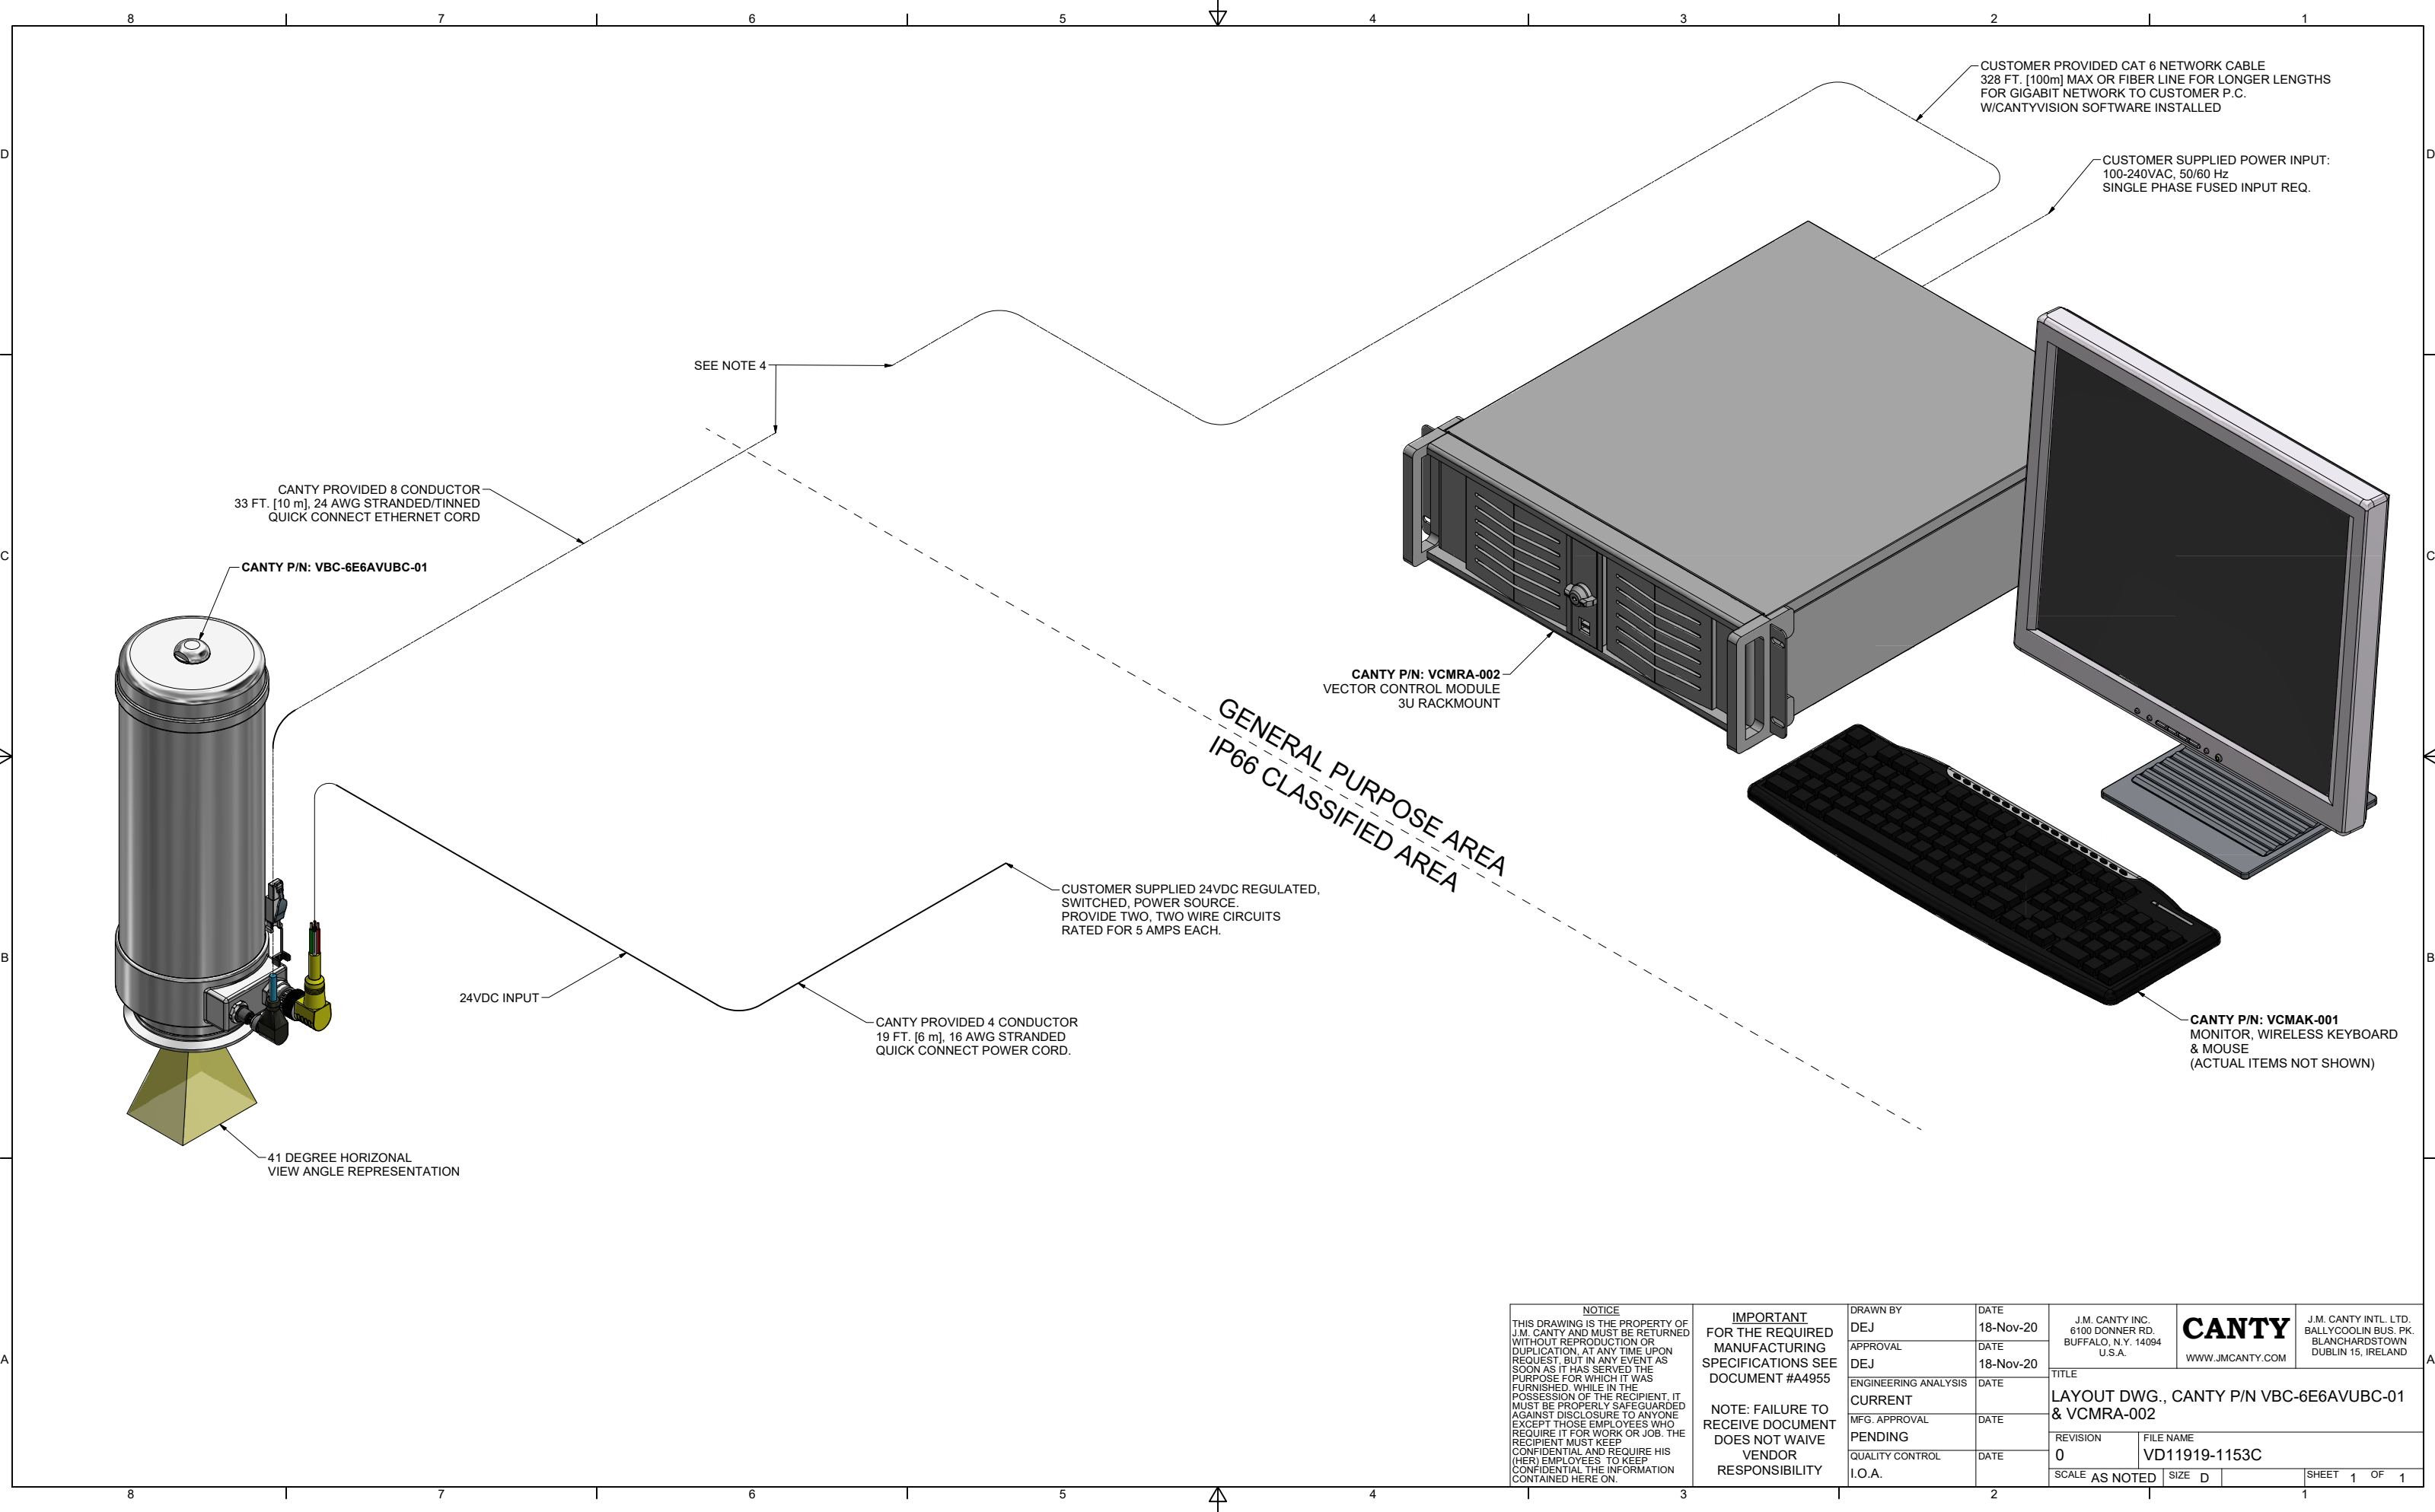 8 7 6 5 4 3 2 1
D
D
C
C
B
B
A
A
CUSTOMER PROVIDED CAT 6 NETWORK CABLE
328 FT. [100m] MAX OR FIBER LINE FOR LONGER LENGTHS
FOR GIGABIT NETWORK TO CUSTOMER P.C.
W/CANTYVISION SOFTWARE INSTALLED
CUSTOMER SUPPLIED POWER INPUT:
100-240VAC, 50/60 Hz
SINGLE PHASE FUSED INPUT REQ.
SEE NOTE 4
CANTY PROVIDED 8 CONDUCTOR
33 FT. [10 m], 24 AWG STRANDED/TINNED
QUICK CONNECT ETHERNET CORD
CANTY P/N: VBC-6E6AVUBC-01
CANTY P/N: VCMRA-002
VECTOR CONTROL MODULE
3U RACKMOUNT
GENERAL PURPOSE AREA
IP66 CLASSIFIED AREA
CUSTOMER SUPPLIED 24VDC REGULATED,
SWITCHED, POWER SOURCE.
PROVIDE TWO, TWO WIRE CIRCUITS
RATED FOR 5 AMPS EACH.
24VDC INPUT
CANTY PROVIDED 4 CONDUCTOR
19 FT. [6 m], 16 AWG STRANDED
QUICK CONNECT POWER CORD.
CANTY P/N: VCMAK-001
MONITOR, WIRELESS KEYBOARD
& MOUSE
(ACTUAL ITEMS NOT SHOWN)
41 DEGREE HORIZONAL
VIEW ANGLE REPRESENTATION
NOTICE
THIS DRAWING IS THE PROPERTY OF
J.M. CANTY AND MUST BE RETURNED
WITHOUT REPRODUCTION OR
DUPLICATION, AT ANY TIME UPON
REQUEST, BUT IN ANY EVENT AS
SOON AS IT HAS SERVED THE
PURPOSE FOR WHICH IT WAS
FURNISHED. WHILE IN THE
POSSESSION OF THE RECIPIENT, IT
MUST BE PROPERLY SAFEGUARDED
AGAINST DISCLOSURE TO ANYONE
EXCEPT THOSE EMPLOYEES WHO
REQUIRE IT FOR WORK OR JOB. THE
RECIPIENT MUST KEEP
CONFIDENTIAL AND REQUIRE HIS
(HER) EMPLOYEES TO KEEP
CONFIDENTIAL THE INFORMATION
CONTAINED HERE ON.
IMPORTANT
FOR THE REQUIRED
MANUFACTURING
SPECIFICATIONS SEE
DOCUMENT #A4955
NOTE: FAILURE TO
RECEIVE DOCUMENT
DOES NOT WAIVE
VENDOR
RESPONSIBILITY
DRAWN BY DATE
DEJ 18-Nov-20
APPROVAL DATE
DEJ 18-Nov-20
ENGINEERING ANALYSIS DATE
CURRENT
MFG. APPROVAL DATE
PENDING
QUALITY CONTROL DATE
I.O.A.
J.M. CANTY INC.
6100 DONNER RD.
BUFFALO, N.Y. 14094
U.S.A.
CANTY
WWW.JMCANTY.COM
J.M. CANTY INTL. LTD.
BALLYCOOLIN BUS. PK.
BLANCHARDSTOWN
DUBLIN 15, IRELAND
TITLE
LAYOUT DWG., CANTY P/N VBC-6E6AVUBC-01
& VCMRA-002
REVISION FILE NAME
0 VD11919-1153C
SCALE AS NOTED SIZE D SHEET 1 OF 1
8 7 6 5 4 3 2 1